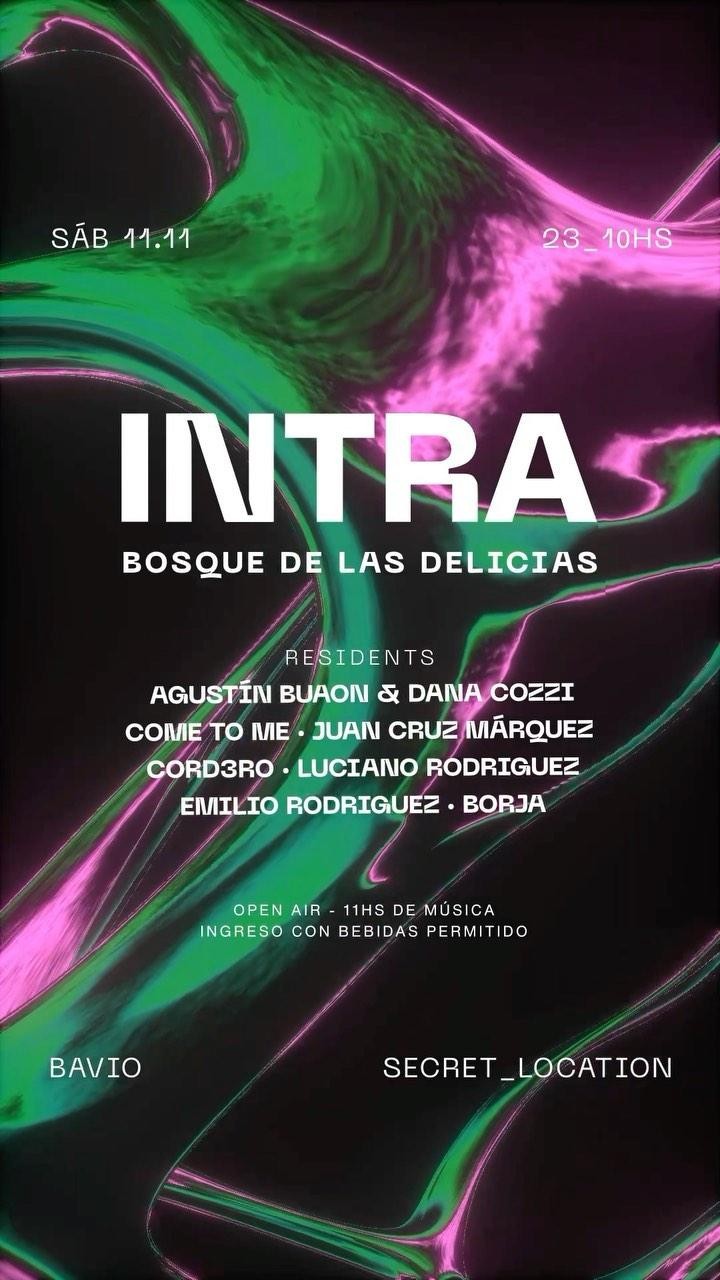 SÁB 11.11
23_10HS
INTRA
BOSQUE DE LAS DELICIAS
RESIDENTS
AGUSTÍN BUAON & DANA COZZI
COME TO ME • JUAN CRUZ MÁRQUEZ
CORD3RO • LUCIANO RODRIGUEZ
EMILIO RODRIGUEZ • BORJA
OPEN AIR - 11HS DE MÚSICA
INGRESO CON BEBIDAS PERMITIDO
BAVIO
SECRET_LOCATION